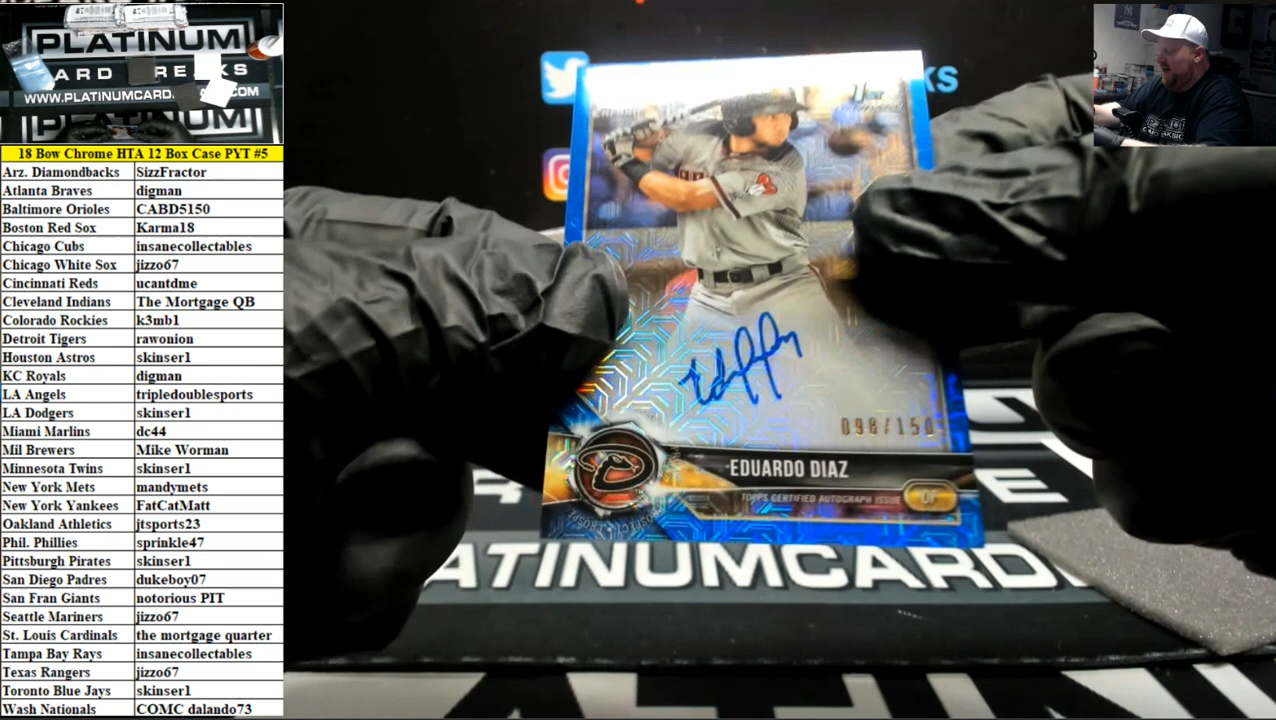 PLATINUM
CARD BREAKS
WWW.PLATINUMCARD
PLATINUM
18 Bow Chrome HTA 12 Box Case PYT #5
Arz. Diamondbacks SizzFractor
Atlanta Braves digman
Baltimore Orioles CABD5150
Boston Red Sox Karma18
Chicago Cubs insanecollectables
Chicago White Sox jizzo67
Cincinnati Reds ucantdme
Cleveland Indians The Mortgage QB
Colorado Rockies k3mb1
Detroit Tigers rawonion
Houston Astros skinser1
KC Royals digman
LA Angels tripledoublesports
LA Dodgers skinser1
Miami Marlins dc44
Mil Brewers Mike Worman
Minnesota Twins skinser1
New York Mets mandymets
New York Yankees FatCatMatt
Oakland Athletics jtsports23
Phil. Phillies sprinkle47
Pittsburgh Pirates skinser1
San Diego Padres dukeboy07
San Fran Giants notorious PIT
Seattle Mariners jizzo67
St. Louis Cardinals the mortgage quarter
Tampa Bay Rays insanecollectables
Texas Rangers jizzo67
Toronto Blue Jays skinser1
Wash Nationals COMC dalando73
1st
098/150
EDUARDO DIAZ
TOPPS CERTIFIED AUTOGRAPH ISSUE
OF
ATINUMCARD